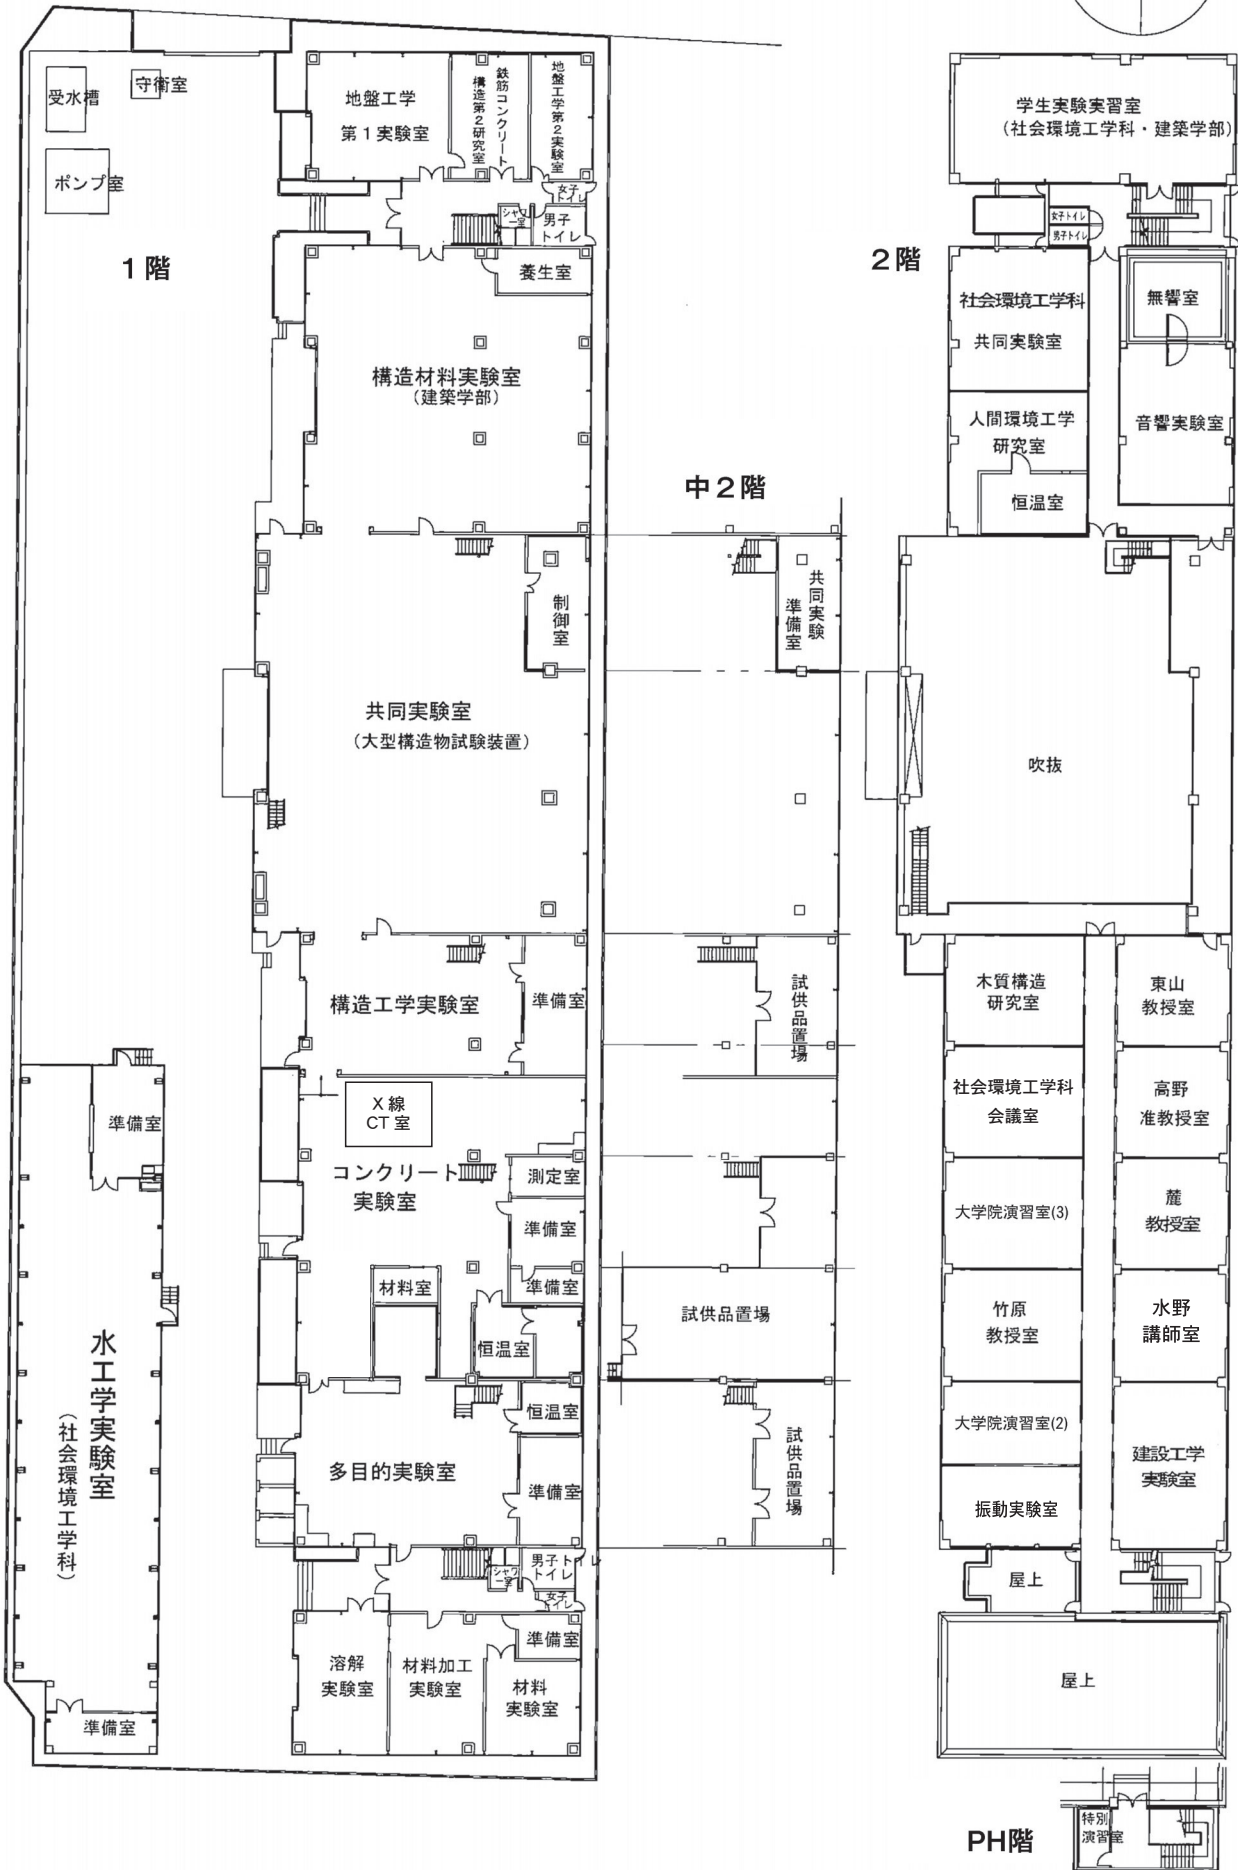 受水槽
守衛室
ポンプ室
1階
地盤工学
第1実験室
鉄筋コンクリート
構造第2研究室
地盤工学第2実験室
女子
トイレ
シャワ
ー室
男子
トイレ
養生室
構造材料実験室
(建築学部)
制御室
共同実験室
(大型構造物試験装置)
構造工学実験室
準備室
X線
CT室
コンクリート
実験室
測定室
準備室
準備室
材料室
恒温室
恒温室
多目的実験室
準備室
男子トイレ
トイレ
シャワ
ー室
女子
トイレ
溶解
実験室
材料加工
実験室
準備室
材料
実験室
準備室
水工学実験室
(社会環境工学科)
準備室
中2階
共同実験
準備室
試供品置場
試供品置場
試供品置場
2階
学生実験実習室
(社会環境工学科・建築学部)
女子トイレ
男子トイレ
社会環境工学科
共同実験室
無響室
人間環境工学
研究室
音響実験室
恒温室
吹抜
木質構造
研究室
東山
教授室
社会環境工学科
会議室
高野
准教授室
大学院演習室(3)
麓
教授室
竹原
教授室
水野
講師室
大学院演習室(2)
建設工学
実験室
振動実験室
屋上
屋上
PH階
特別
演習室